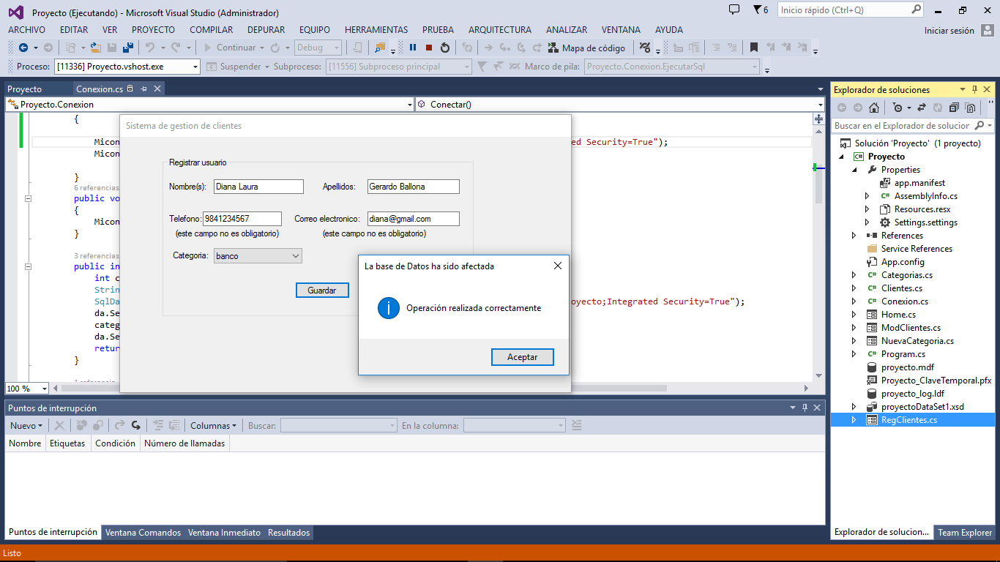 Proyecto (Ejecutando) - Microsoft Visual Studio (Administrador)
6
Inicio rápido (Ctrl+Q)
ARCHIVO EDITAR VER PROYECTO COMPILAR DEPURAR EQUIPO HERRAMIENTAS PRUEBA ARQUITECTURA ANALIZAR VENTANA AYUDA
Iniciar sesión
Continuar Debug Mapa de código
Proceso: [11336] Proyecto.vshost.exe Suspender Subproceso: [11556] Subproceso principal Marco de pila: Proyecto.Conexion.EjecutarSql
Proyecto Conexion.cs
Proyecto.Conexion Conectar()
{
Micon
ed Security=True");
Micon
}
6 referencias
public vo
{
Micon
}
3 referencias
public in
int c
Strin
SqlDa
oyecto;Integrated Security=True");
da.Se
categ
da.Se
retur
}
1 referencia
100 %
Sistema de gestion de clientes
Registrar usuario
Nombre(s): Diana Laura Apellidos: Gerardo Ballona
Telefono: 9841234567 Correo electronico: diana@gmail.com
(este campo no es obligatorio) (este campo no es obligatorio)
Categoria: banco
Guardar
La base de Datos ha sido afectada
Operación realizada correctamente
Aceptar
Puntos de interrupción
Nuevo Columnas Buscar: En la columna:
Nombre Etiquetas Condición Número de llamadas
Puntos de interrupción Ventana Comandos Ventana Inmediato Resultados
Listo
Explorador de soluciones
Buscar en el Explorador de solucior
Solución 'Proyecto' (1 proyecto)
Proyecto
Properties
app.manifest
AssemblyInfo.cs
Resources.resx
Settings.settings
References
Service References
App.config
Categorias.cs
Clientes.cs
Conexion.cs
Home.cs
ModClientes.cs
NuevaCategoria.cs
Program.cs
proyecto.mdf
Proyecto_ClaveTemporal.pfx
proyecto_log.ldf
proyectoDataSet1.xsd
RegClientes.cs
Explorador de solucion... Team Explorer